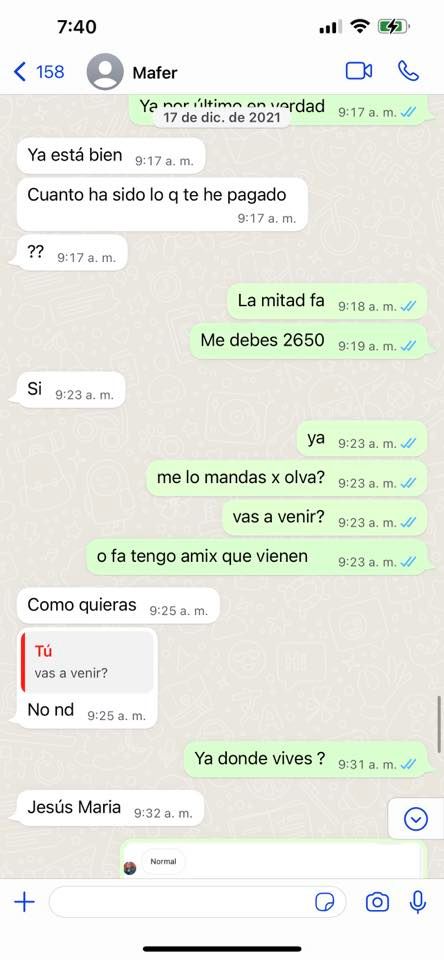 7:40
158
Mafer
Ya por último en verdad 9:17 a. m.
17 de dic. de 2021
Ya está bien 9:17 a. m.
Cuanto ha sido lo q te he pagado
9:17 a. m.
?? 9:17 a. m.
La mitad fa 9:18 a. m.
Me debes 2650 9:19 a. m.
Si 9:23 a. m.
ya 9:23 a. m.
me lo mandas x olva? 9:23 a. m.
vas a venir? 9:23 a. m.
o fa tengo amix que vienen 9:23 a. m.
Como quieras 9:25 a. m.
Tú
vas a venir?
No nd 9:25 a. m.
Ya donde vives ? 9:31 a. m.
Jesús Maria 9:32 a. m.
Normal